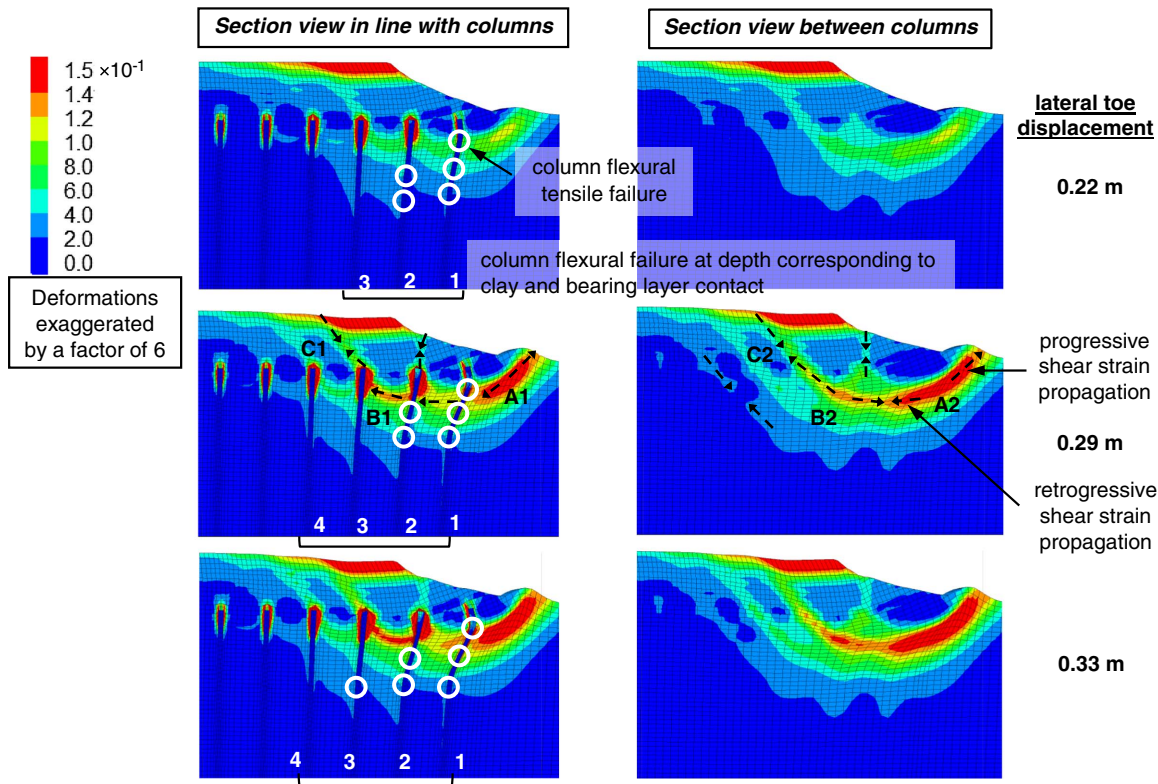 Section view in line with columns
Section view between columns
1.5 ×10⁻¹
1.4
1.2
1.0
8.0
6.0
4.0
2.0
0.0
Deformations
exaggerated
by a factor of 6
lateral toe
displacement
column flexural
tensile failure
0.22 m
column flexural failure at depth corresponding to
clay and bearing layer contact
3 2 1
C1
B1
A1
C2
B2
A2
progressive
shear strain
propagation
0.29 m
retrogressive
shear strain
propagation
4 3 2 1
0.33 m
4 3 2 1